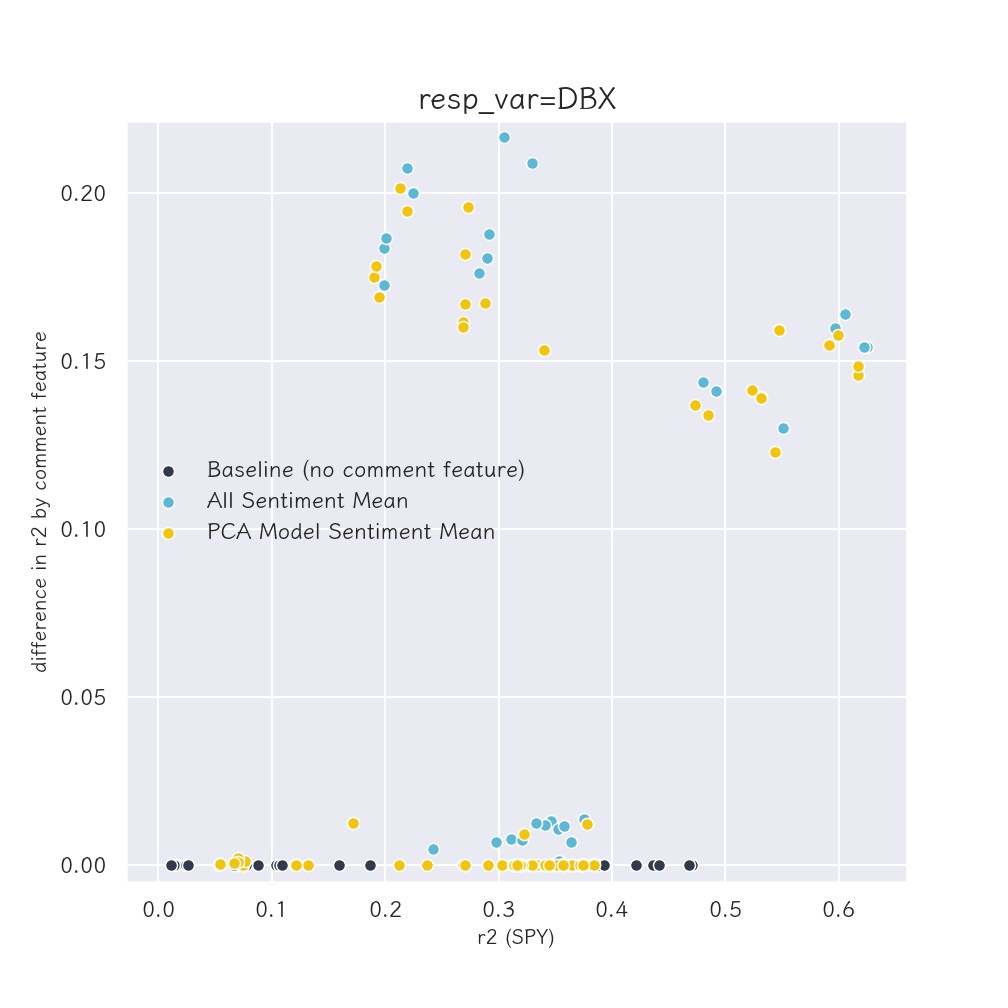 resp_var=DBX
0.20
0.15
0.10
0.05
0.00
difference in r2 by comment feature
Baseline (no comment feature)
All Sentiment Mean
PCA Model Sentiment Mean
0.0 0.1 0.2 0.3 0.4 0.5 0.6
r2 (SPY)